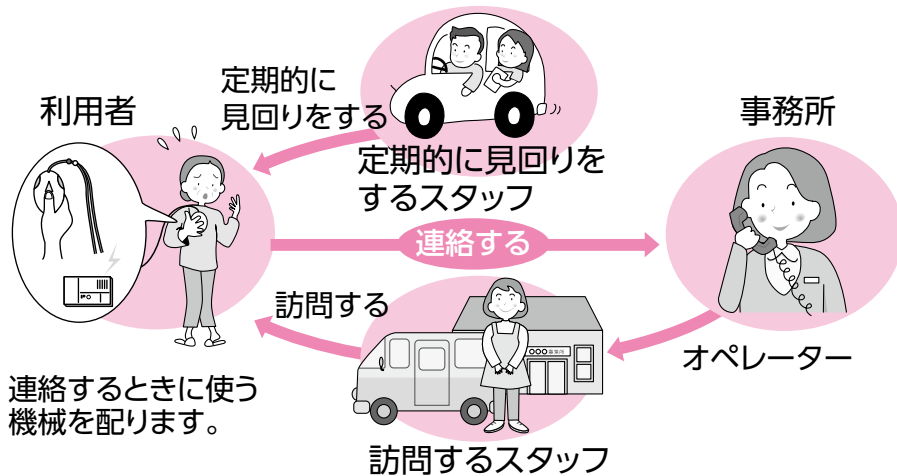 定期的に
見回りをする
利用者
事務所
定期的に見回りを
するスタッフ
連絡する
訪問する
○○○事業所
オペレーター
連絡するときに使う
機械を配ります。
訪問するスタッフ